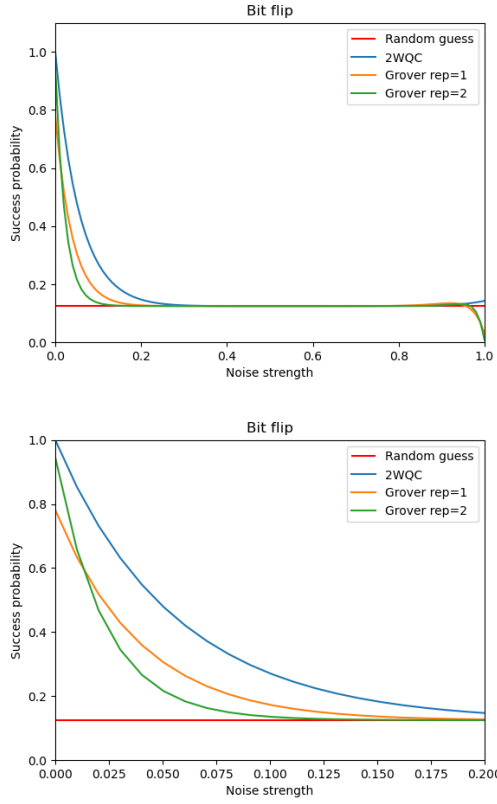 Bit flip
Random guess
2WQC
Grover rep=1
Grover rep=2
1.0
0.8
0.6
0.4
0.2
0.0
Success probability
0.0 0.2 0.4 0.6 0.8 1.0
Noise strength
Bit flip
Random guess
2WQC
Grover rep=1
Grover rep=2
1.0
0.8
0.6
0.4
0.2
0.0
Success probability
0.000 0.025 0.050 0.075 0.100 0.125 0.150 0.175 0.200
Noise strength